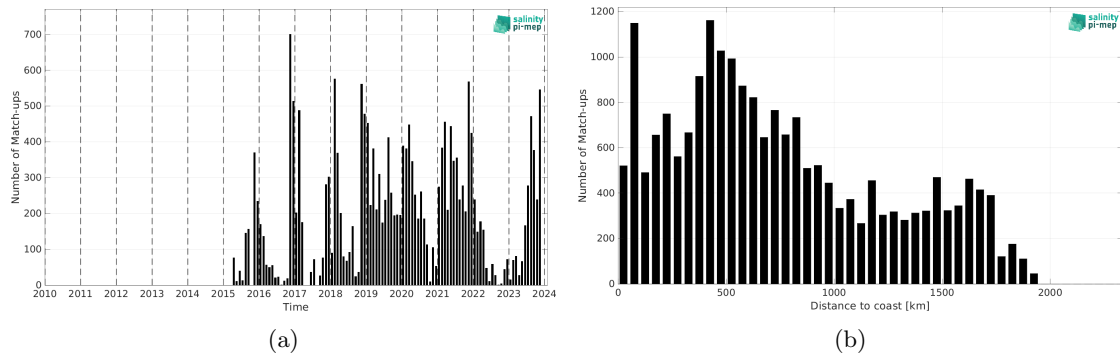 salinity
pi-mep
700
600
500
400
300
200
100
0
Number of Match-ups
2010 2011 2012 2013 2014 2015 2016 2017 2018 2019 2020 2021 2022 2023 2024
Time
(a)
salinity
pi-mep
1200
1000
800
600
400
200
0
Number of Match-ups
0 500 1000 1500 2000
Distance to coast [km]
(b)